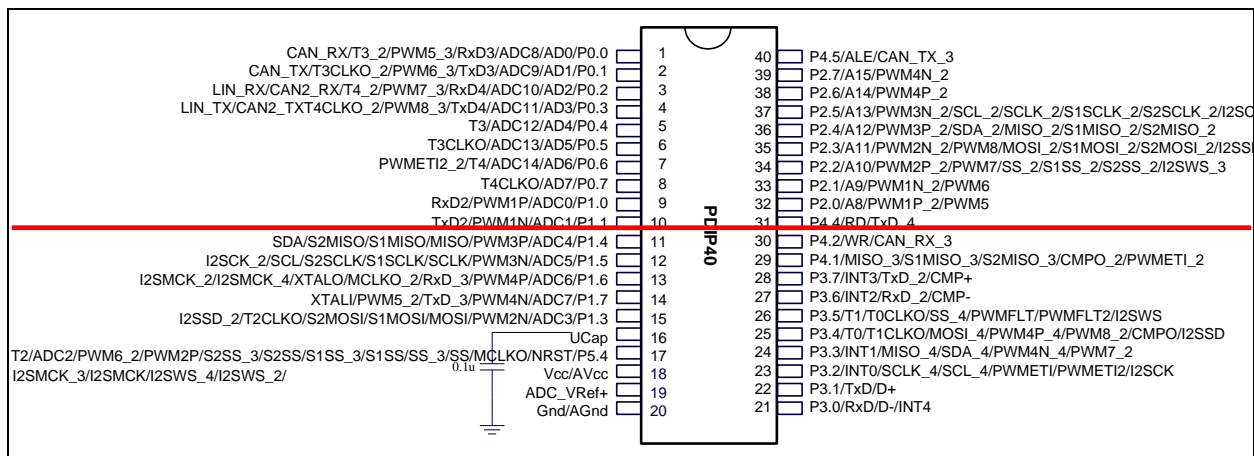 CAN_RX/T3_2/PWM5_3/RxD3/ADC8/AD0/P0.0 1
CAN_TX/T3CLKO_2/PWM6_3/TxD3/ADC9/AD1/P0.1 2
LIN_RX/CAN2_RX/T4_2/PWM7_3/RxD4/ADC10/AD2/P0.2 3
LIN_TX/CAN2_TXT4CLKO_2/PWM8_3/TxD4/ADC11/AD3/P0.3 4
T3/ADC12/AD4/P0.4 5
T3CLKO/ADC13/AD5/P0.5 6
PWMETI2_2/T4/ADC14/AD6/P0.6 7
T4CLKO/AD7/P0.7 8
RxD2/PWM1P/ADC0/P1.0 9
TxD2/PWM1N/ADC1/P1.1 10
SDA/S2MISO/S1MISO/MISO/PWM3P/ADC4/P1.4 11
I2SCK_2/SCL/S2SCLK/S1SCLK/SCLK/PWM3N/ADC5/P1.5 12
I2SMCK_2/I2SMCK_4/XTALO/MCLKO_2/RxD_3/PWM4P/ADC6/P1.6 13
XTALI/PWM5_2/TxD_3/PWM4N/ADC7/P1.7 14
I2SSD_2/T2CLKO/S2MOSI/S1MOSI/MOSI/PWM2N/ADC3/P1.3 15
UCap 16
T2/ADC2/PWM6_2/PWM2P/S2SS_3/S2SS/S1SS_3/S1SS/SS_3/SS/MCLKO/NRST/P5.4 17
I2SMCK_3/I2SMCK/I2SWS_4/I2SWS_2/
0.1u
Vcc/AVcc 18
ADC_VRef+ 19
Gnd/AGnd 20
PDIP40
40 P4.5/ALE/CAN_TX_3
39 P2.7/A15/PWM4N_2
38 P2.6/A14/PWM4P_2
37 P2.5/A13/PWM3N_2/SCL_2/SCLK_2/S1SCLK_2/S2SCLK_2/I2SC
36 P2.4/A12/PWM3P_2/SDA_2/MISO_2/S1MISO_2/S2MISO_2
35 P2.3/A11/PWM2N_2/PWM8/MOSI_2/S1MOSI_2/S2MOSI_2/I2SS
34 P2.2/A10/PWM2P_2/PWM7/SS_2/S1SS_2/S2SS_2/I2SWS_3
33 P2.1/A9/PWM1N_2/PWM6
32 P2.0/A8/PWM1P_2/PWM5
31 P4.4/RD/TxD_4
30 P4.2/WR/CAN_RX_3
29 P4.1/MISO_3/S1MISO_3/S2MISO_3/CMPO_2/PWMETI_2
28 P3.7/INT3/TxD_2/CMP+
27 P3.6/INT2/RxD_2/CMP-
26 P3.5/T1/T0CLKO/SS_4/PWMFLT/PWMFLT2/I2SWS
25 P3.4/T0/T1CLKO/MOSI_4/PWM4P_4/PWM8_2/CMPO/I2SSD
24 P3.3/INT1/MISO_4/SDA_4/PWM4N_4/PWM7_2
23 P3.2/INT0/SCLK_4/SCL_4/PWMETI/PWMETI2/I2SCK
22 P3.1/TxD/D+
21 P3.0/RxD/D-/INT4